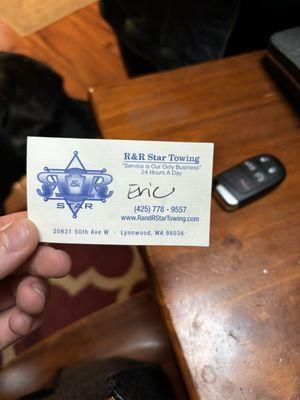 R&R Star Towing
"Service is Our Only Business"
24 Hours A Day
R&R
STAR
Eric
(425) 778 - 9557
www.RandRStarTowing.com
20631 50th Ave W · Lynnwood, WA 98036